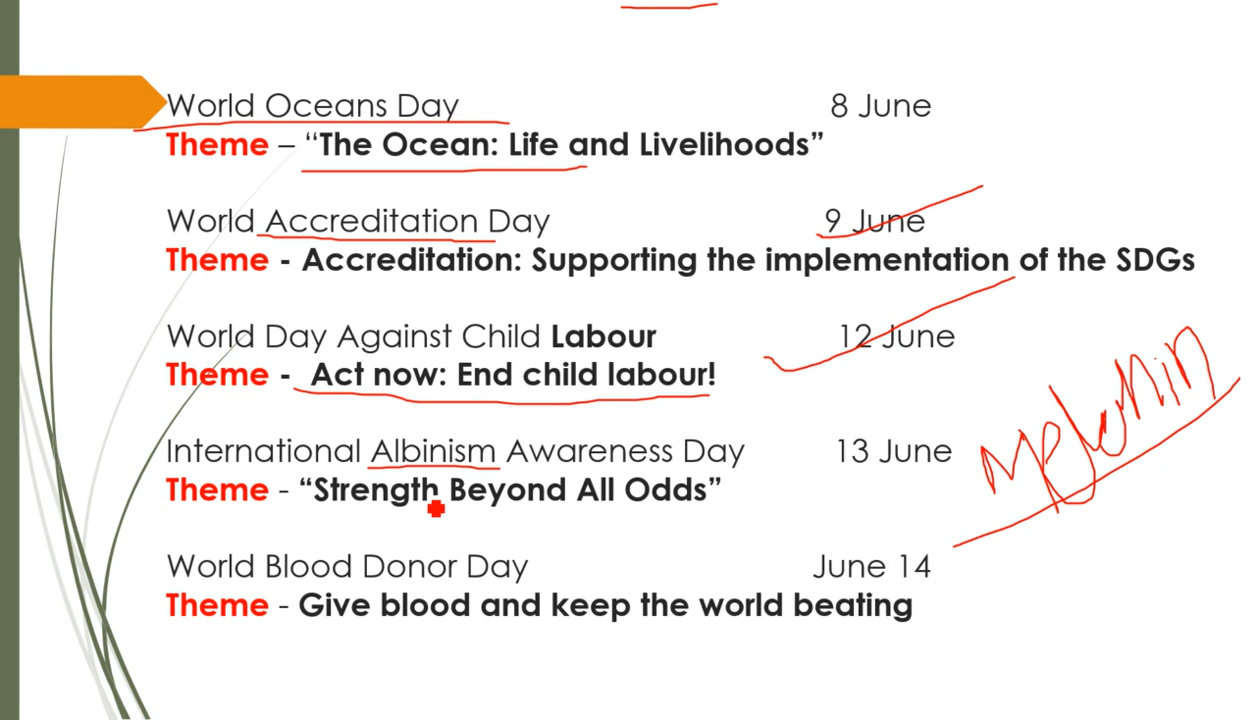 World Oceans Day 8 June
Theme – “The Ocean: Life and Livelihoods”
World Accreditation Day 9 June
Theme - Accreditation: Supporting the implementation of the SDGs
World Day Against Child Labour 12 June
Theme - Act now: End child labour!
International Albinism Awareness Day 13 June
Melanin
Theme - “Strength Beyond All Odds”
World Blood Donor Day June 14
Theme - Give blood and keep the world beating